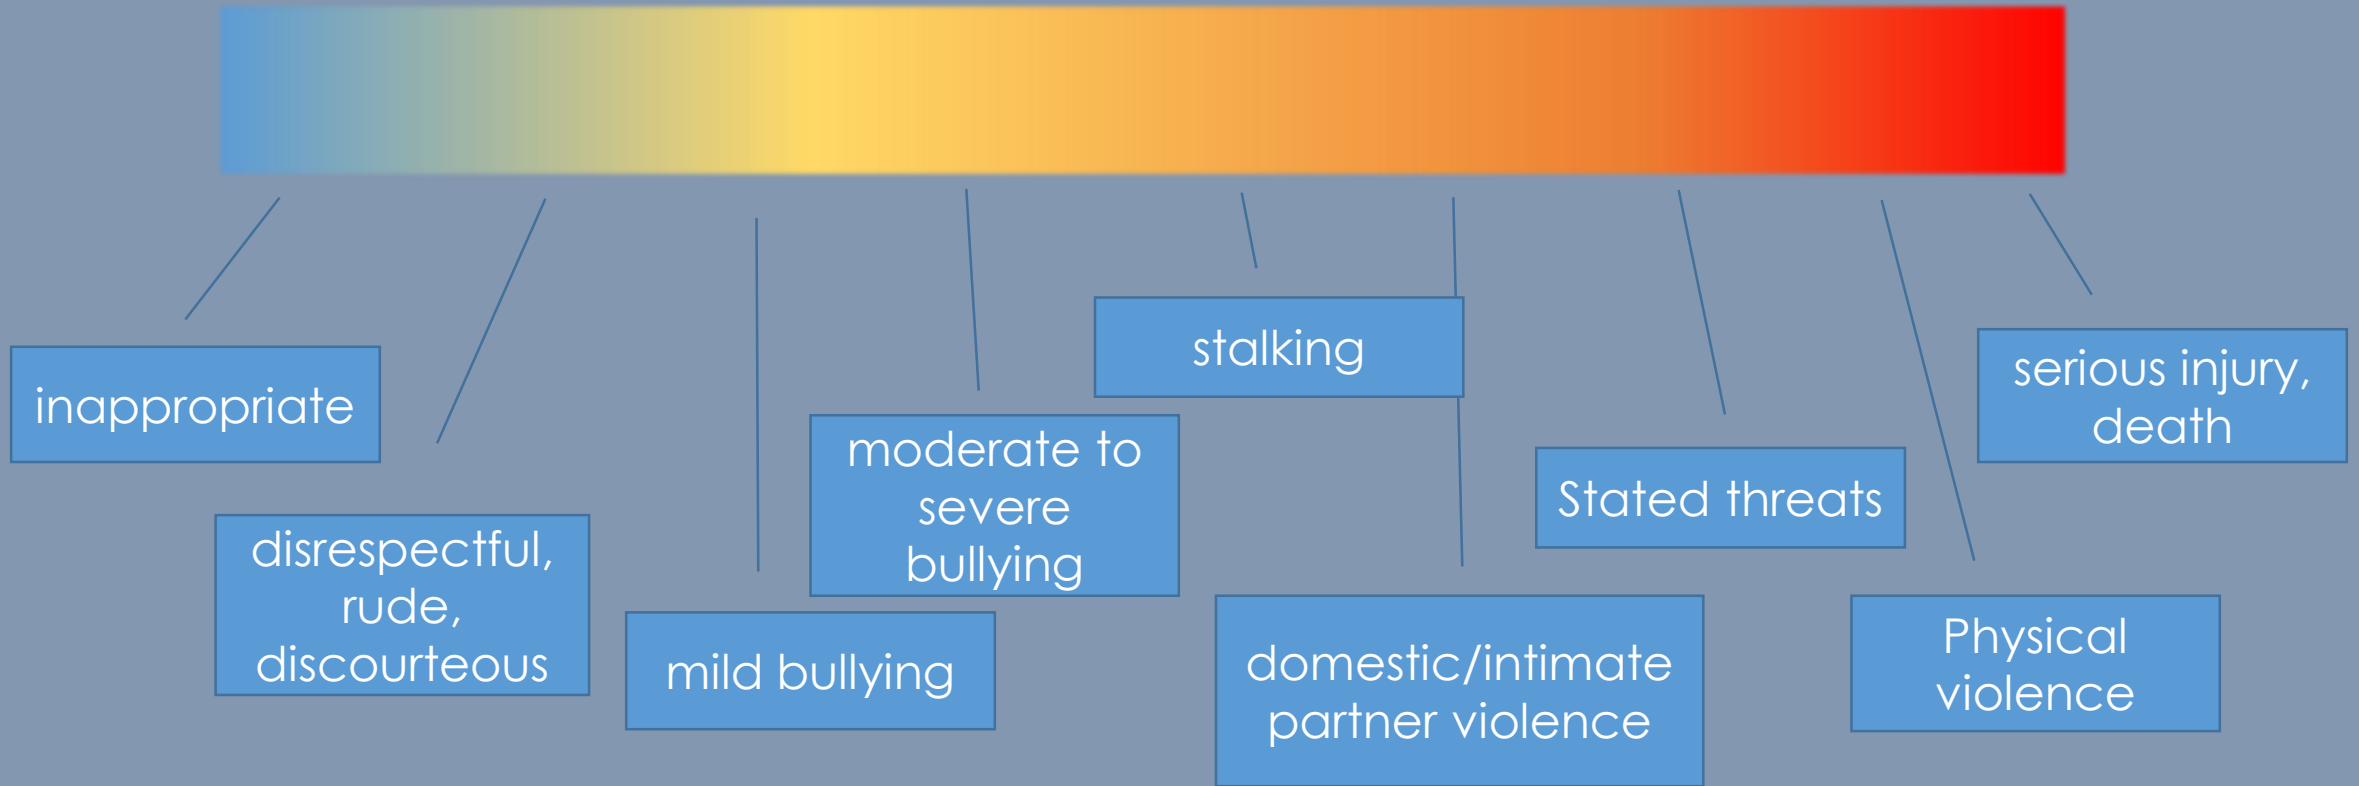 inappropriate
disrespectful,
rude,
discourteous
mild bullying
moderate to
severe
bullying
stalking
domestic/intimate
partner violence
Stated threats
Physical
violence
serious injury,
death